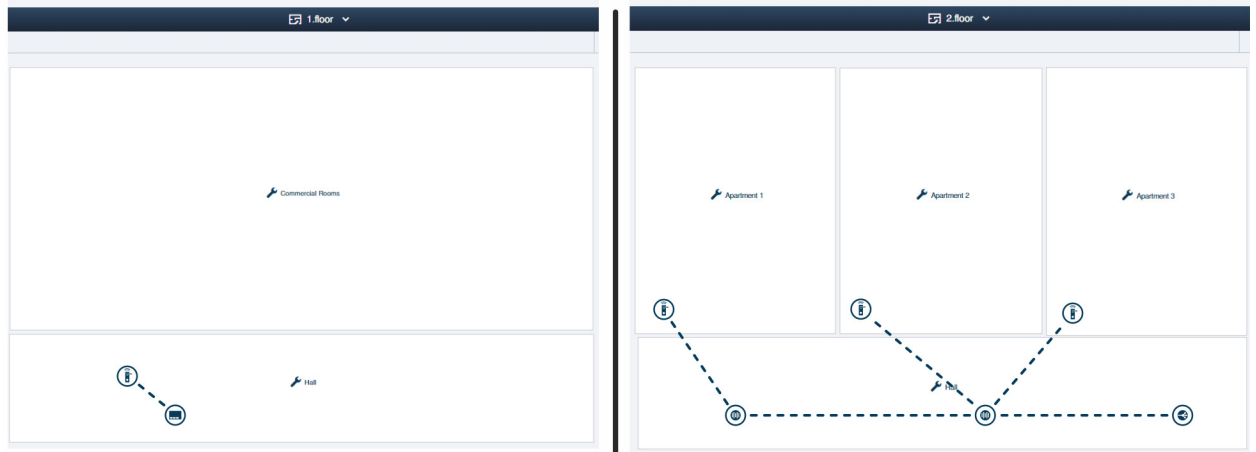 1.floor
Commercial Rooms
Hall
2.floor
Apartment 1
Apartment 2
Apartment 3
Hall